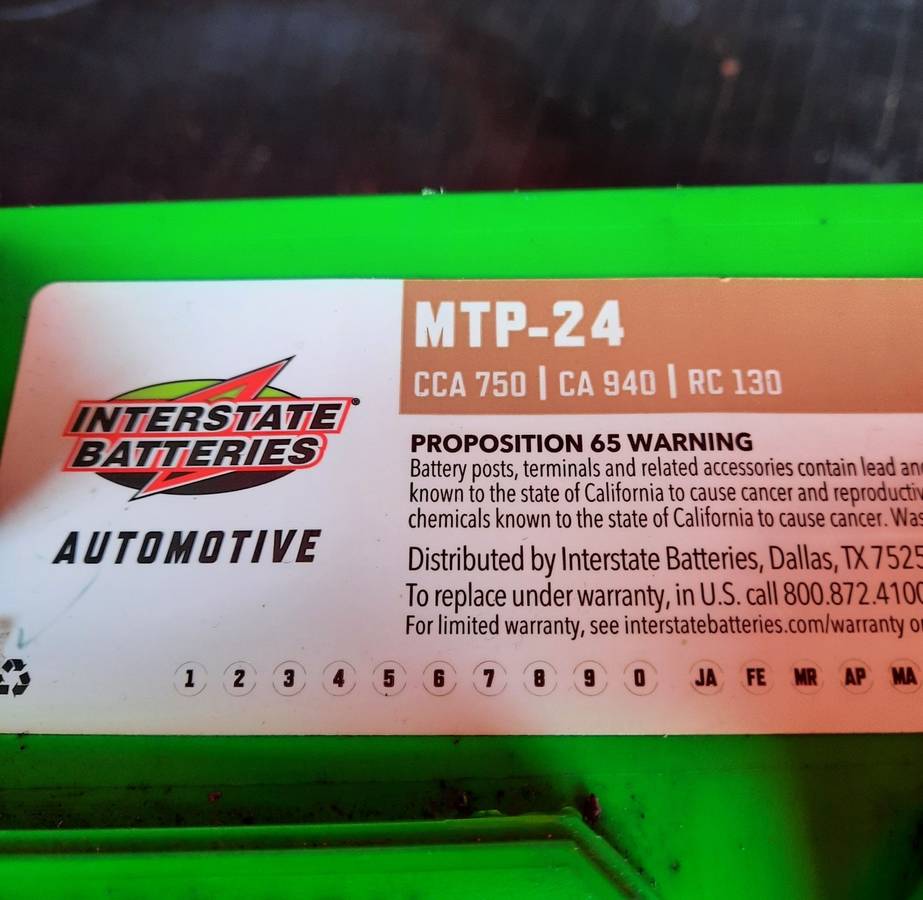 MTP-24
CCA 750 | CA 940 | RC 130
INTERSTATE
BATTERIES®
AUTOMOTIVE
PROPOSITION 65 WARNING
Battery posts, terminals and related accessories contain lead
known to the state of California to cause cancer and
chemicals known to the state of California to cause cancer.
Distributed by Interstate Batteries, Dallas, TX
To replace under warranty, in U.S. call 800.872.4100
For limited warranty, see interstatebatteries.com/warranty
1 2 3 4 5 6 7 8 9 0 JA FE MR AP MA